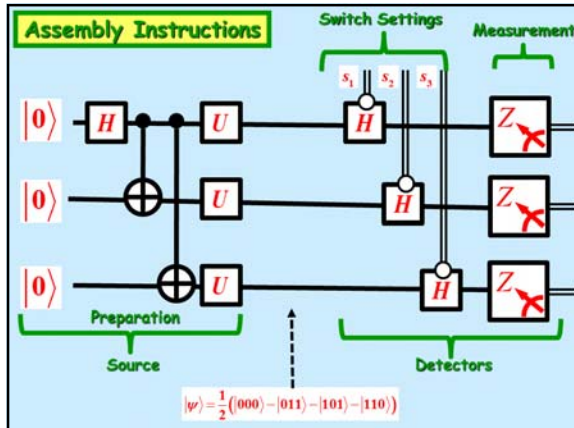 Assembly Instructions
Switch Settings
Measurement
s₁ s₂ s₃
|0⟩ H U H Z
|0⟩ U H Z
|0⟩ U H Z
Preparation
Source
Detectors
|ψ⟩ = 1/2 (|000⟩ − |011⟩ − |101⟩ − |110⟩)